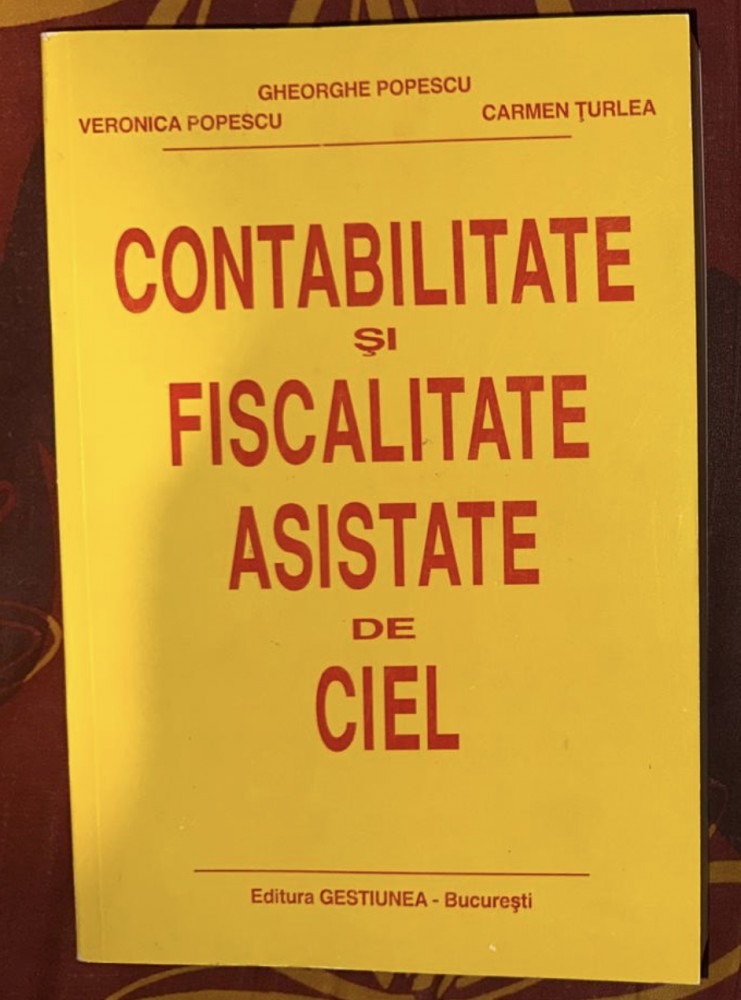 GHEORGHE POPESCU
VERONICA POPESCU CARMEN ŢURLEA
CONTABILITATE
ŞI
FISCALITATE
ASISTATE
DE
CIEL
Editura GESTIUNEA - Bucureşti